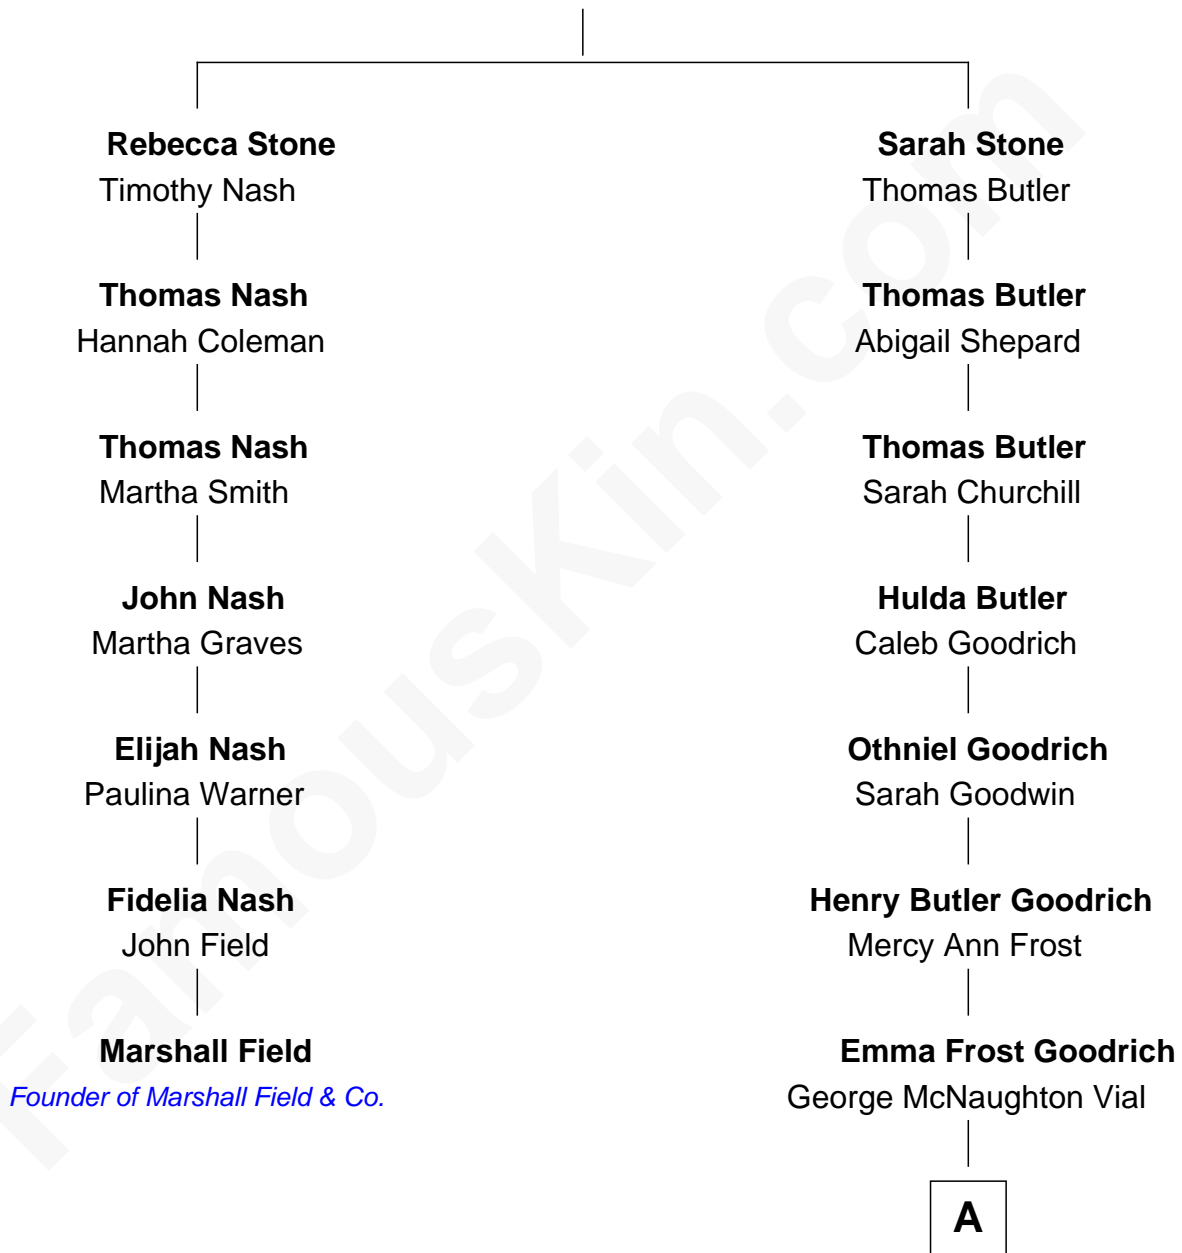 Rebecca Stone
Timothy Nash
Thomas Nash
Hannah Coleman
Thomas Nash
Martha Smith
John Nash
Martha Graves
Elijah Nash
Paulina Warner
Fidelia Nash
John Field
Marshall Field
Founder of Marshall Field & Co.
Sarah Stone
Thomas Butler
Thomas Butler
Abigail Shepard
Thomas Butler
Sarah Churchill
Hulda Butler
Caleb Goodrich
Othniel Goodrich
Sarah Goodwin
Henry Butler Goodrich
Mercy Ann Frost
Emma Frost Goodrich
George McNaughton Vial
A
FamousKin.com